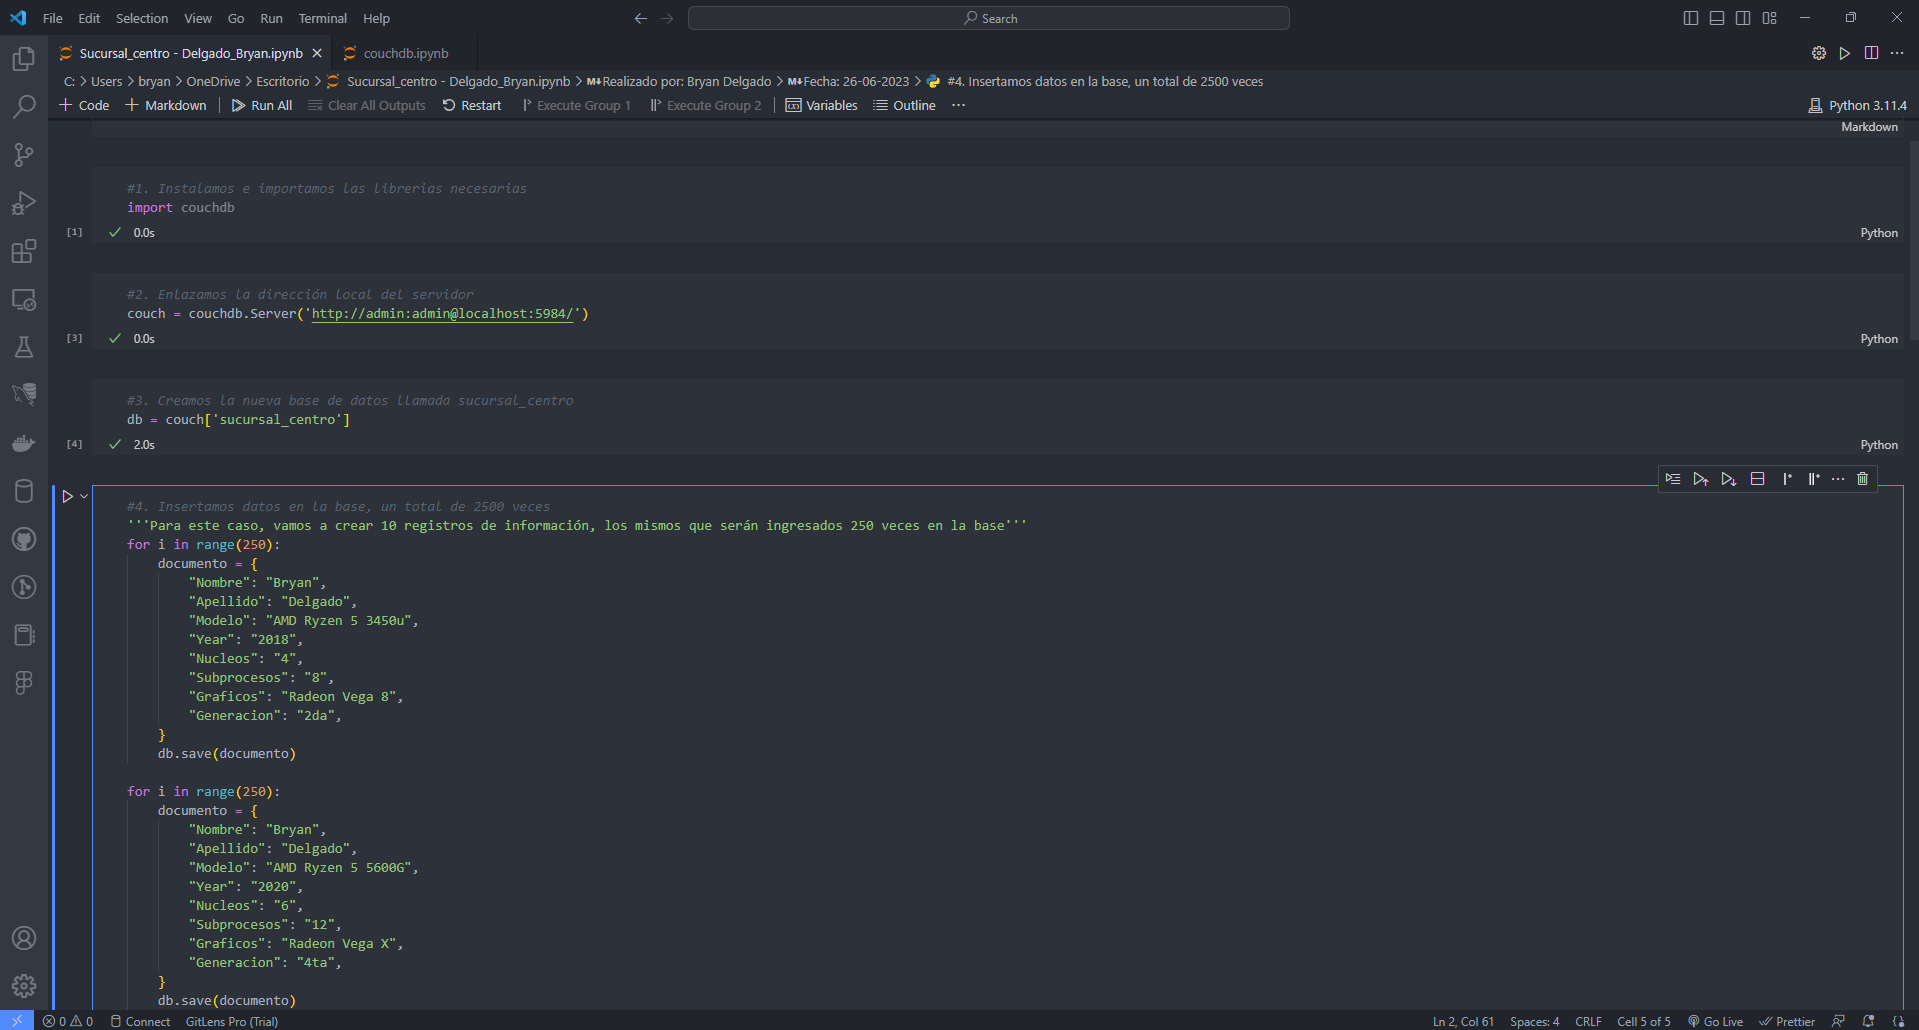 File Edit Selection View Go Run Terminal Help
Search
Sucursal_centro - Delgado_Bryan.ipynb
couchdb.ipynb
C: > Users > bryan > OneDrive > Escritorio > Sucursal_centro - Delgado_Bryan.ipynb > M↓Realizado por: Bryan Delgado > M↓Fecha: 26-06-2023 > #4. Insertamos datos en la base, un total de 2500 veces
+ Code + Markdown | Run All Clear All Outputs Restart Execute Group 1 Execute Group 2 | Variables Outline ···
Python 3.11.4
Markdown
#1. Instalamos e importamos las librerias necesarias
import couchdb
[1] ✓ 0.0s
Python
#2. Enlazamos la dirección local del servidor
couch = couchdb.Server('http://admin:admin@localhost:5984/')
[3] ✓ 0.0s
Python
#3. Creamos la nueva base de datos llamada sucursal_centro
db = couch['sucursal_centro']
[4] ✓ 2.0s
Python
#4. Insertamos datos en la base, un total de 2500 veces
'''Para este caso, vamos a crear 10 registros de información, los mismos que serán ingresados 250 veces en la base'''
for i in range(250):
documento = {
"Nombre": "Bryan",
"Apellido": "Delgado",
"Modelo": "AMD Ryzen 5 3450u",
"Year": "2018",
"Nucleos": "4",
"Subprocesos": "8",
"Graficos": "Radeon Vega 8",
"Generacion": "2da",
}
db.save(documento)
for i in range(250):
documento = {
"Nombre": "Bryan",
"Apellido": "Delgado",
"Modelo": "AMD Ryzen 5 5600G",
"Year": "2020",
"Nucleos": "6",
"Subprocesos": "12",
"Graficos": "Radeon Vega X",
"Generacion": "4ta",
}
db.save(documento)
0 0 Connect GitLens Pro (Trial)
Ln 2, Col 61 Spaces: 4 CRLF Cell 5 of 5 Go Live Prettier